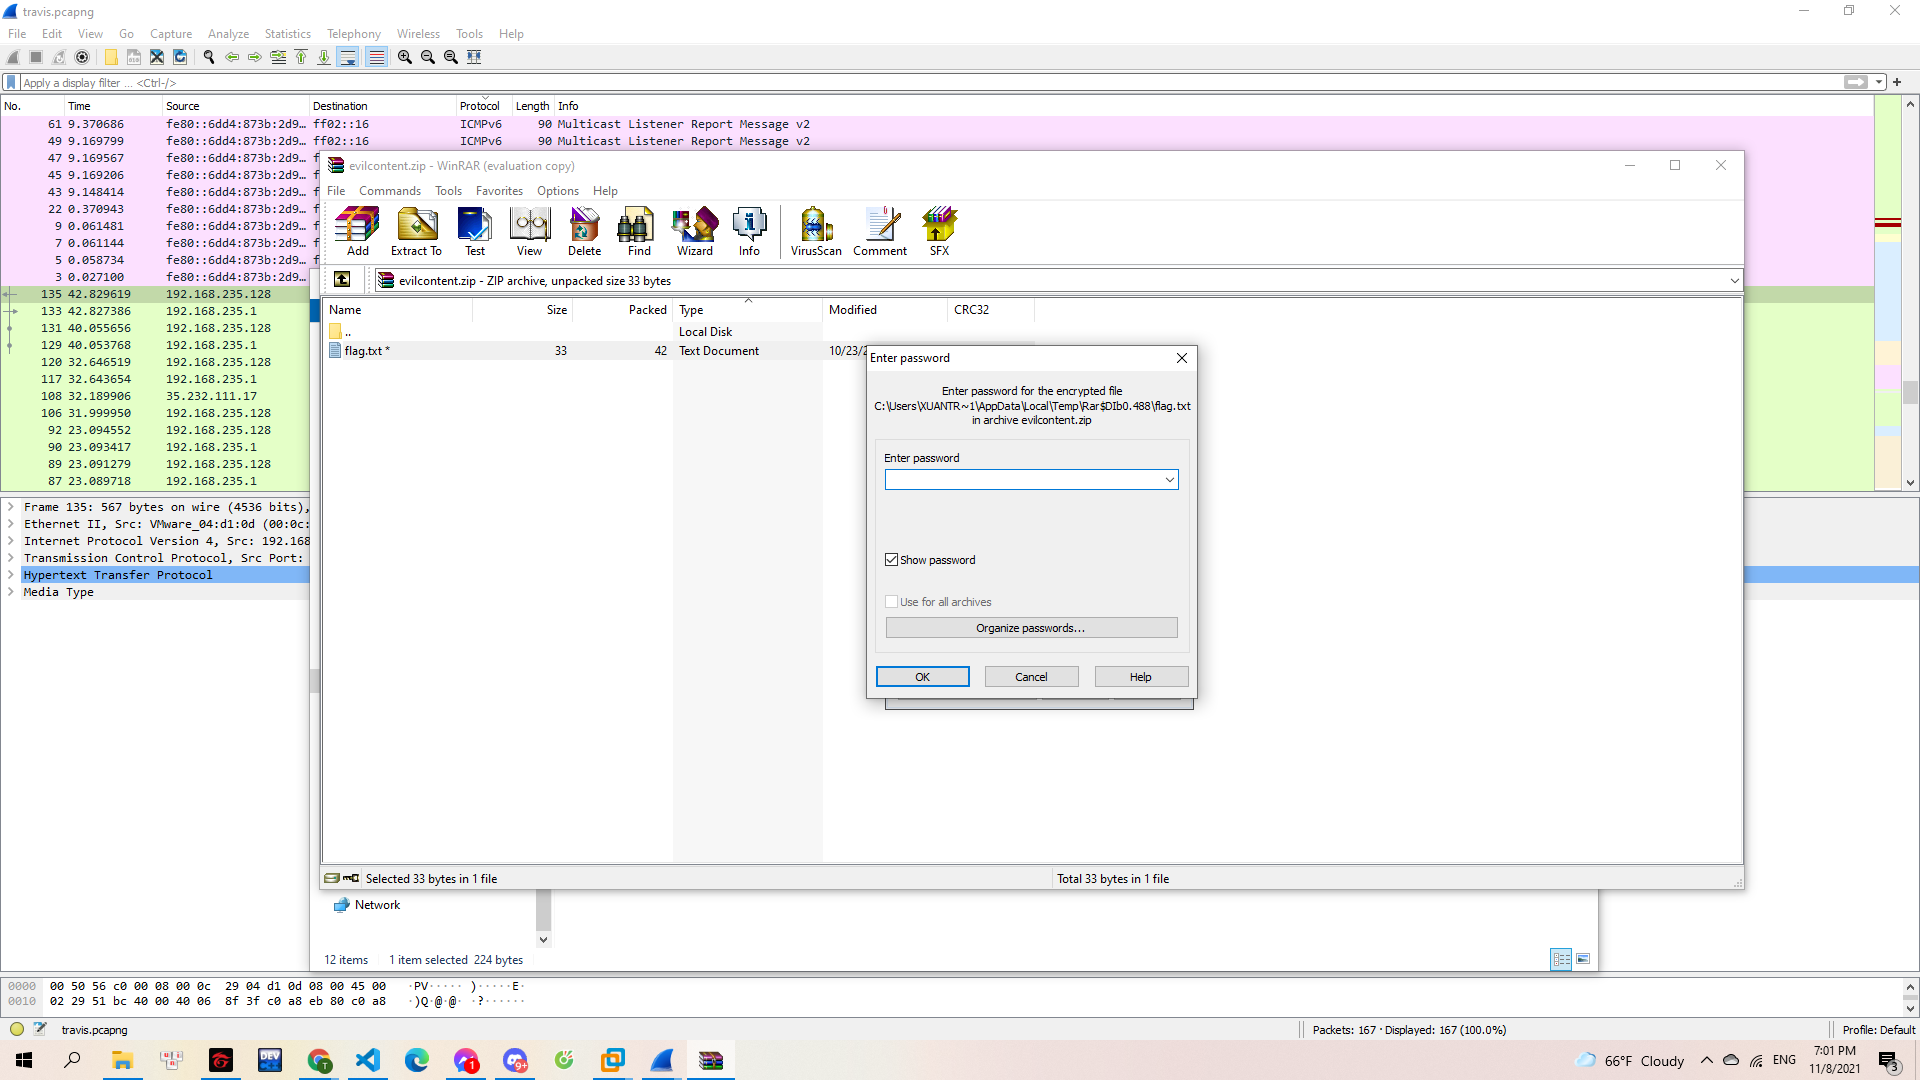 travis.pcapng
File Edit View Go Capture Analyze Statistics Telephony Wireless Tools Help
Apply a display filter ... <Ctrl-/>
No. Time Source Destination Protocol Length Info
61 9.370686 fe80::6dd4:873b:2d9… ff02::16 ICMPv6 90 Multicast Listener Report Message v2
49 9.169799 fe80::6dd4:873b:2d9… ff02::16 ICMPv6 90 Multicast Listener Report Message v2
47 9.169567 fe80::6dd4:873b:2d9… f
45 9.169206 fe80::6dd4:873b:2d9… f
43 9.148414 fe80::6dd4:873b:2d9… f
22 0.370943 fe80::6dd4:873b:2d9… f
9 0.061481 fe80::6dd4:873b:2d9… f
7 0.061144 fe80::6dd4:873b:2d9… f
5 0.058734 fe80::6dd4:873b:2d9… f
3 0.027100 fe80::6dd4:873b:2d9… f
135 42.829619 192.168.235.128
133 42.827386 192.168.235.1
131 40.055656 192.168.235.128
129 40.053768 192.168.235.1
120 32.646519 192.168.235.128
117 32.643654 192.168.235.1
108 32.189906 35.232.111.17
106 31.999950 192.168.235.128
92 23.094552 192.168.235.128
90 23.093417 192.168.235.1
89 23.091279 192.168.235.128
87 23.089718 192.168.235.1
Frame 135: 567 bytes on wire (4536 bits),
Ethernet II, Src: VMware_04:d1:0d (00:0c:
Internet Protocol Version 4, Src: 192.168
Transmission Control Protocol, Src Port:
Hypertext Transfer Protocol
Media Type
evilcontent.zip - WinRAR (evaluation copy)
File Commands Tools Favorites Options Help
Add Extract To Test View Delete Find Wizard Info VirusScan Comment SFX
evilcontent.zip - ZIP archive, unpacked size 33 bytes
Name Size Packed Type Modified CRC32
.. Local Disk
flag.txt * 33 42 Text Document 10/23/2
Enter password
Enter password for the encrypted file
C:\Users\XUANTR~1\AppData\Local\Temp\Rar$DIb0.488\flag.txt
in archive evilcontent.zip
Enter password
Show password
Use for all archives
Organize passwords...
OK Cancel Help
Selected 33 bytes in 1 file Total 33 bytes in 1 file
Network
12 items 1 item selected 224 bytes
0000 00 50 56 c0 00 08 00 0c 29 04 d1 0d 08 00 45 00 ·PV····· )·····E·
0010 02 29 51 bc 40 00 40 06 8f 3f c0 a8 eb 80 c0 a8 ·)Q·@·@· ·?······
travis.pcapng Packets: 167 · Displayed: 167 (100.0%) Profile: Default
DEV 1 9+ 66°F Cloudy ENG 7:01 PM 3
11/8/2021